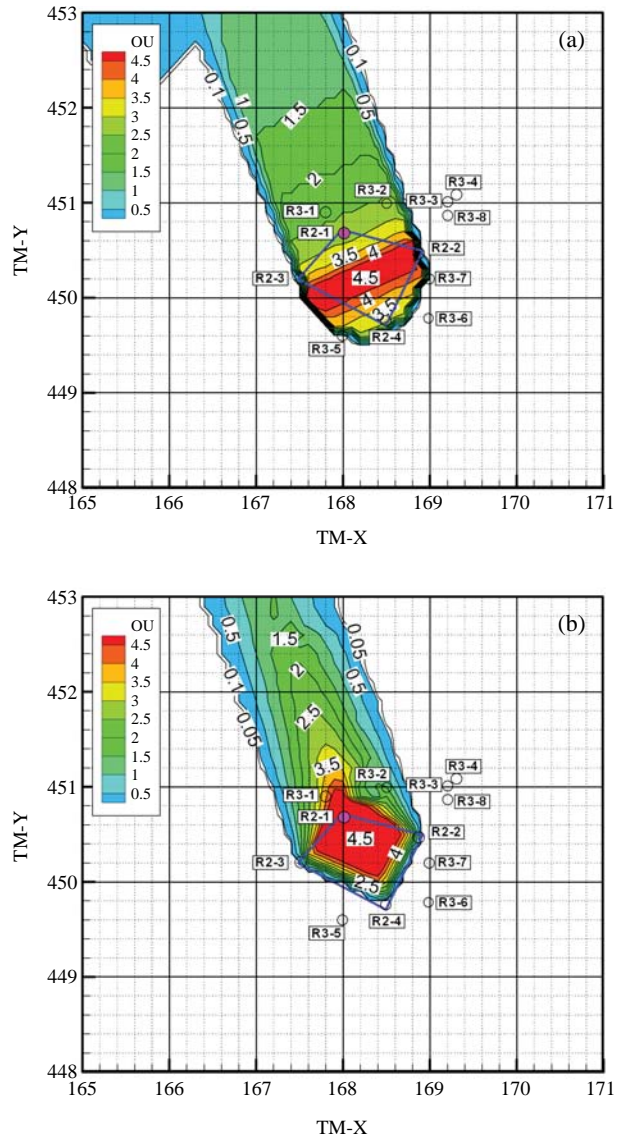 453
452
451
450
449
448
TM-Y
165 166 167 168 169 170 171
TM-X
(a)
OU
4.5
4
3.5
3
2.5
2
1.5
1
0.5
0.1
0.1
0.5
1
0.5
1.5
2
3.5
4
4.5
4
3.5
R3-4
R3-2
R3-3
R3-1
R3-8
R2-1
R2-2
R2-3
R3-7
R3-6
R2-4
R3-5
453
452
451
450
449
448
TM-Y
165 166 167 168 169 170 171
TM-X
(b)
OU
4.5
4
3.5
3
2.5
2
1.5
1
0.5
0.5
0.1
0.05
0.05
0.5
1.5
2
2.5
3.5
4.5
4
2.5
R3-4
R3-2
R3-3
R3-1
R3-8
R2-1
R2-2
R2-3
R3-7
R3-6
R2-4
R3-5